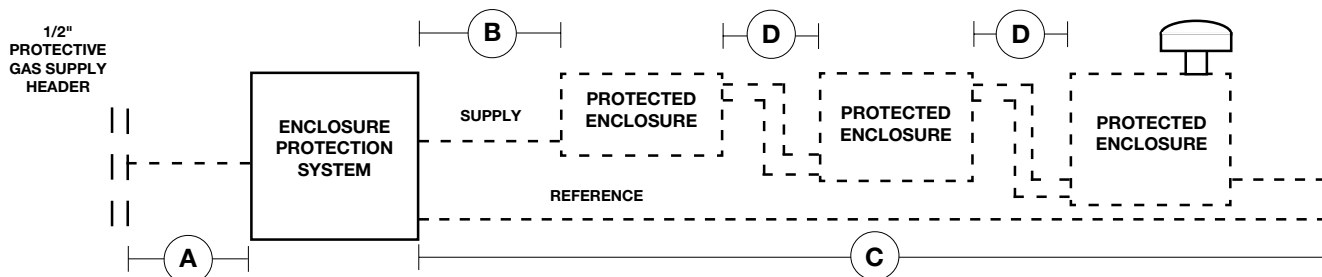 1/2"
PROTECTIVE
GAS SUPPLY
HEADER
A
ENCLOSURE
PROTECTION
SYSTEM
B
SUPPLY
REFERENCE
PROTECTED
ENCLOSURE
D
PROTECTED
ENCLOSURE
D
PROTECTED
ENCLOSURE
C